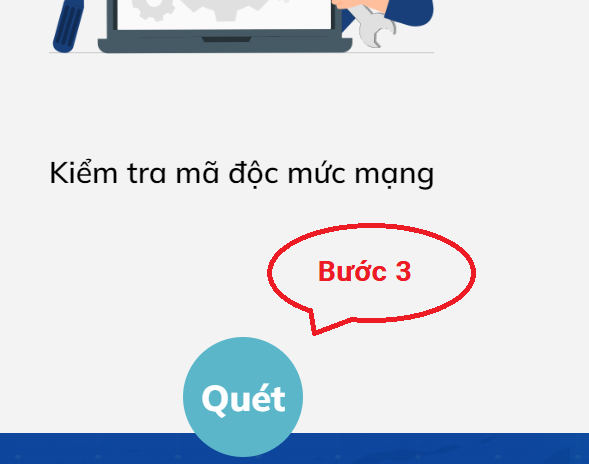 Kiểm tra mã độc mức mạng
Bước 3
Quét